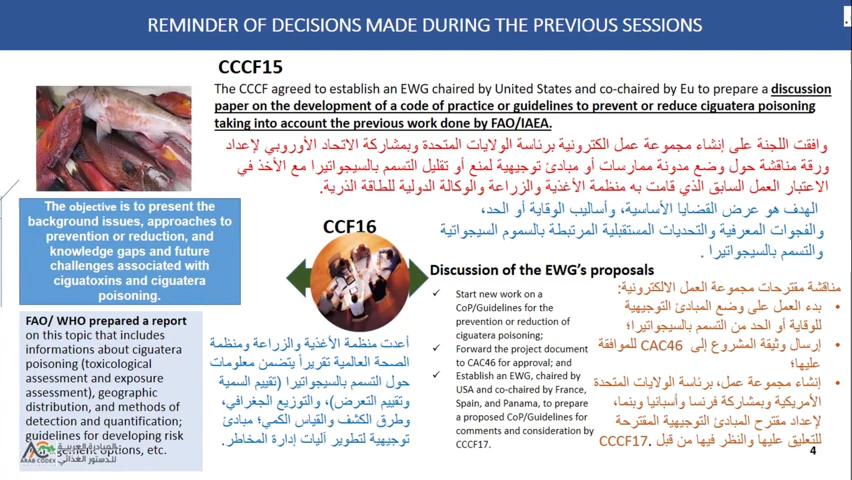 REMINDER OF DECISIONS MADE DURING THE PREVIOUS SESSIONS
CCCF15
The CCCF agreed to establish an EWG chaired by United States and co-chaired by Eu to prepare a discussion
paper on the development of a code of practice or guidelines to prevent or reduce ciguatera poisoning
taking into account the previous work done by FAO/IAEA.
وافقت اللجنة على إنشاء مجموعة عمل الكترونية برئاسة الولايات المتحدة وبمشاركة الاتحاد الأوروبي لإعداد
ورقة مناقشة حول وضع مدونة ممارسات أو مبادئ توجيهية لمنع أو تقليل التسمم بالسيجواتيرا مع الأخذ في
الاعتبار العمل السابق الذي قامت به منظمة الأغذية والزراعة والوكالة الدولية للطاقة الذرية.
The objective is to present the
background issues, approaches to
prevention or reduction, and
knowledge gaps and future
challenges associated with
ciguatoxins and ciguatera
poisoning.
الهدف هو عرض القضايا الأساسية، وأساليب الوقاية أو الحد،
والفجوات المعرفية والتحديات المستقبلية المرتبطة بالسموم السيجواتية
والتسمم بالسيجواتيرا .
CCF16
FAO/ WHO prepared a report
on this topic that includes
informations about ciguatera
poisoning (toxicological
assessment and exposure
assessment), geographic
distribution, and methods of
detection and quantification;
guidelines for developing risk
management options, etc.
أعدت منظمة الأغذية والزراعة ومنظمة
الصحة العالمية تقريراً يتضمن معلومات
حول التسمم بالسيجواتيرا (تقييم السمية
وتقييم التعرض)، والتوزيع الجغرافي،
وطرق الكشف والقياس الكمي؛ مبادئ
توجيهية لتطوير آليات إدارة المخاطر.
Discussion of the EWG's proposals
✓ Start new work on a
CoP/Guidelines for the
prevention or reduction of
ciguatera poisoning;
✓ Forward the project document
to CAC46 for approval; and
✓ Establish an EWG, chaired by
USA and co-chaired by France,
Spain, and Panama, to prepare
a proposed CoP/Guidelines for
comments and consideration by
CCCF17.
مناقشة مقترحات مجموعة العمل الالكترونية:
• بدء العمل على وضع المبادئ التوجيهية
للوقاية أو الحد من التسمم بالسيجواتيرا؛
• إرسال وثيقة المشروع إلى CAC46 للموافقة
عليها؛
• إنشاء مجموعة عمل، برئاسة الولايات المتحدة
الأمريكية وبمشاركة فرنسا وأسبانيا وبنما،
لإعداد مقترح المبادئ التوجيهية المقترحة
للتعليق عليها والنظر فيها من قبل CCCF17.
4
المبادرة العربية
للدستور الغذائي
ARAB CODEX